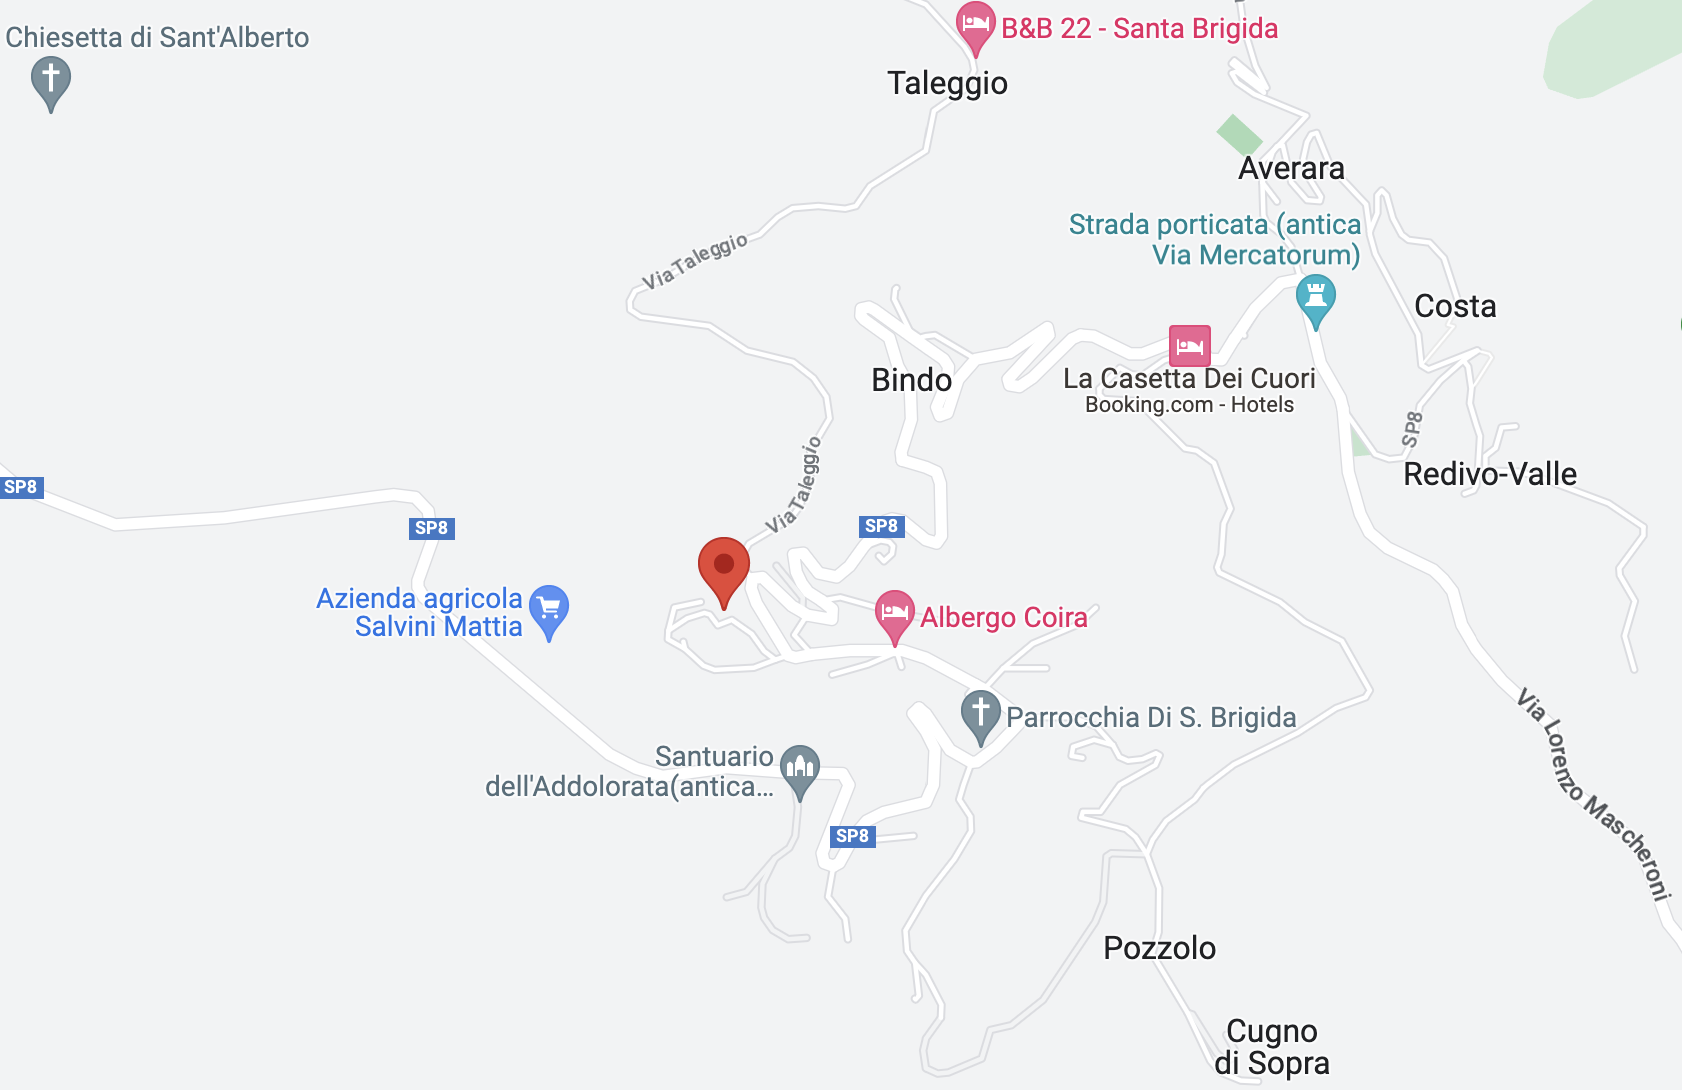 B&B 22 - Santa Brigida
Chiesetta di Sant'Alberto
Taleggio
Averara
Strada porticata (antica
Via Mercatorum)
Via Taleggio
Costa
Bindo
La Casetta Dei Cuori
Booking.com - Hotels
SP8
Redivo-Valle
Via Taleggio
SP8
SP8
SP8
Azienda agricola
Salvini Mattia
Albergo Coira
Parrocchia Di S. Brigida
Via Lorenzo Mascheroni
Santuario
dell'Addolorata(antica...
SP8
Pozzolo
Cugno
di Sopra